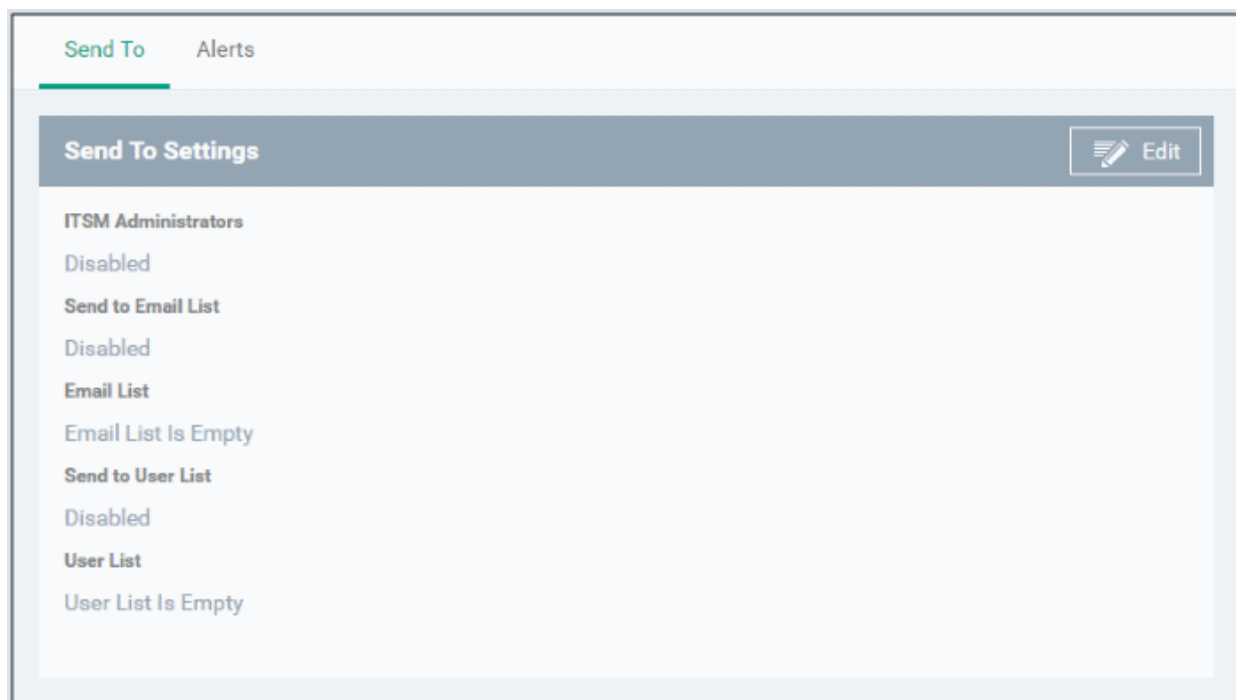 Send To Alerts
Send To Settings Edit
ITSM Administrators
Disabled
Send to Email List
Disabled
Email List
Email List Is Empty
Send to User List
Disabled
User List
User List Is Empty